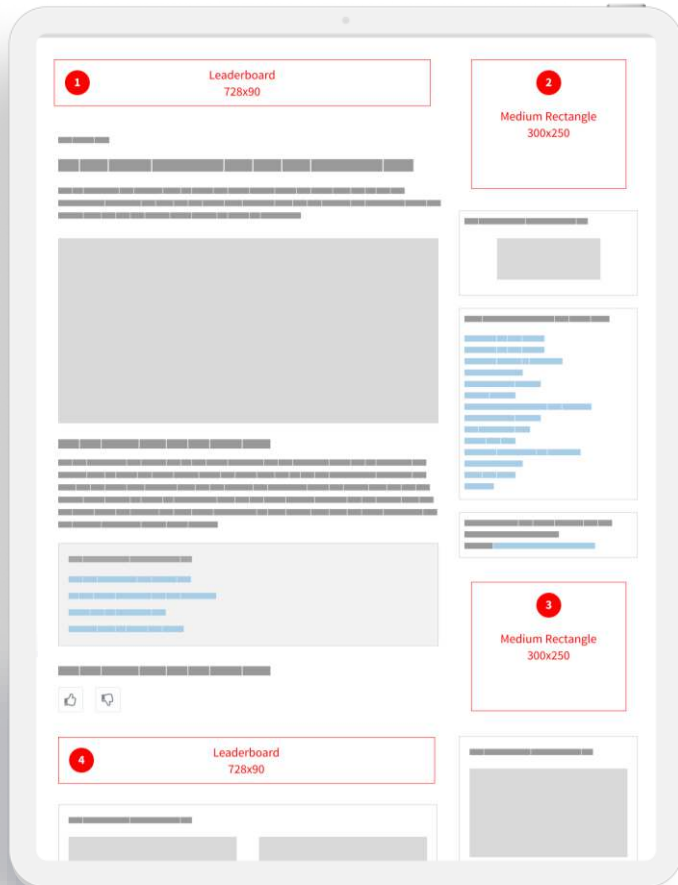 1
Leaderboard
728x90
2
Medium Rectangle
300x250
3
Medium Rectangle
300x250
4
Leaderboard
728x90